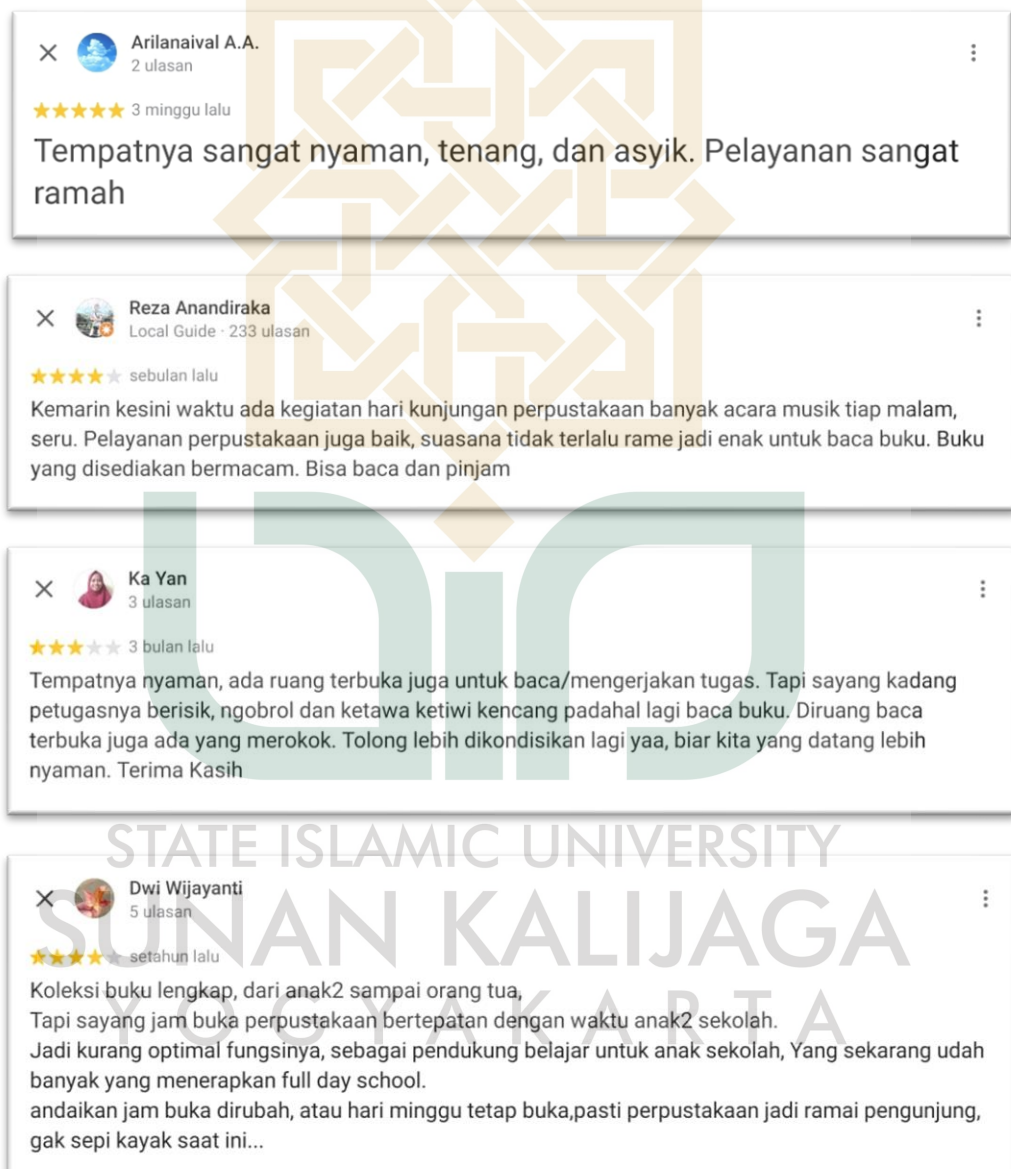 Arilanaival A.A.
2 ulasan
3 minggu lalu
Tempatnya sangat nyaman, tenang, dan asyik. Pelayanan sangat
ramah
Reza Anandiraka
Local Guide · 233 ulasan
sebulan lalu
Kemarin kesini waktu ada kegiatan hari kunjungan perpustakaan banyak acara musik tiap malam,
seru. Pelayanan perpustakaan juga baik, suasana tidak terlalu rame jadi enak untuk baca buku. Buku
yang disediakan bermacam. Bisa baca dan pinjam
Ka Yan
3 ulasan
3 bulan lalu
Tempatnya nyaman, ada ruang terbuka juga untuk baca/mengerjakan tugas. Tapi sayang kadang
petugasnya berisik, ngobrol dan ketawa ketiwi kencang padahal lagi baca buku. Diruang baca
terbuka juga ada yang merokok. Tolong lebih dikondisikan lagi yaa, biar kita yang datang lebih
nyaman. Terima Kasih
STATE ISLAMIC UNIVERSITY
Dwi Wijayanti
5 ulasan
SUNAN KALIJAGA
setahun lalu
Koleksi buku lengkap, dari anak2 sampai orang tua,
YOGYAKARTA
Tapi sayang jam buka perpustakaan bertepatan dengan waktu anak2 sekolah.
Jadi kurang optimal fungsinya, sebagai pendukung belajar untuk anak sekolah, Yang sekarang udah
banyak yang menerapkan full day school.
andaikan jam buka dirubah, atau hari minggu tetap buka,pasti perpustakaan jadi ramai pengunjung,
gak sepi kayak saat ini...